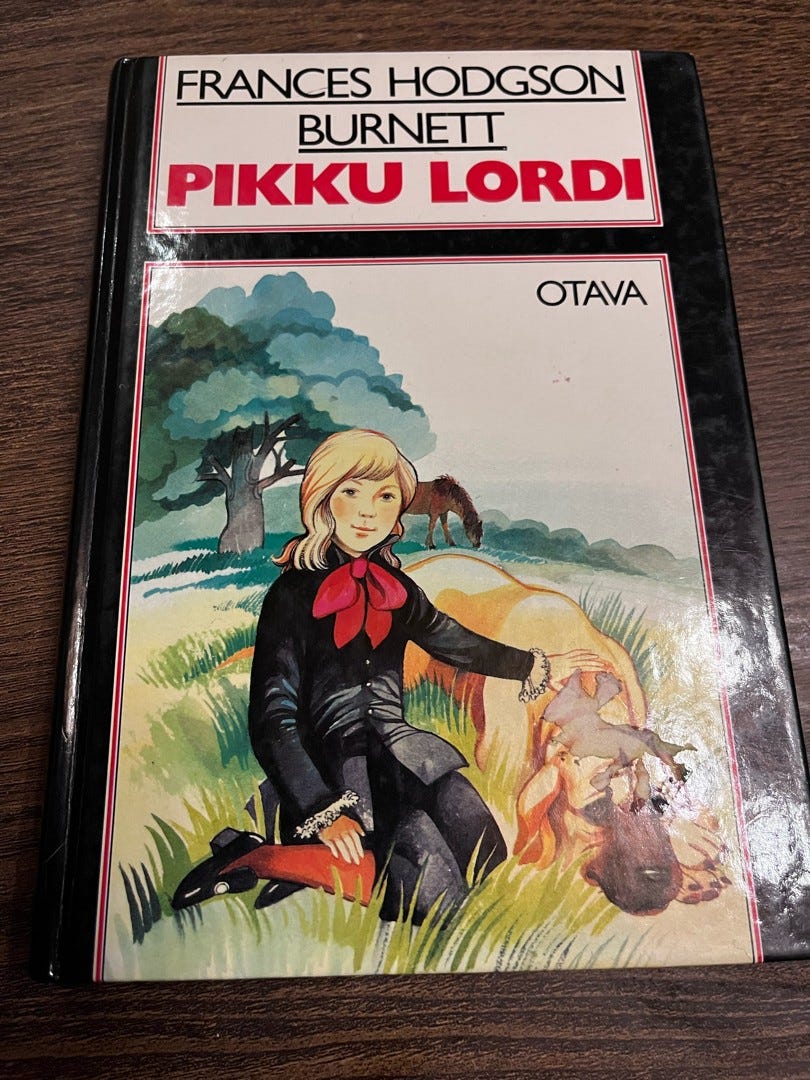 FRANCES HODGSON
BURNETT
PIKKU LORDI
OTAVA